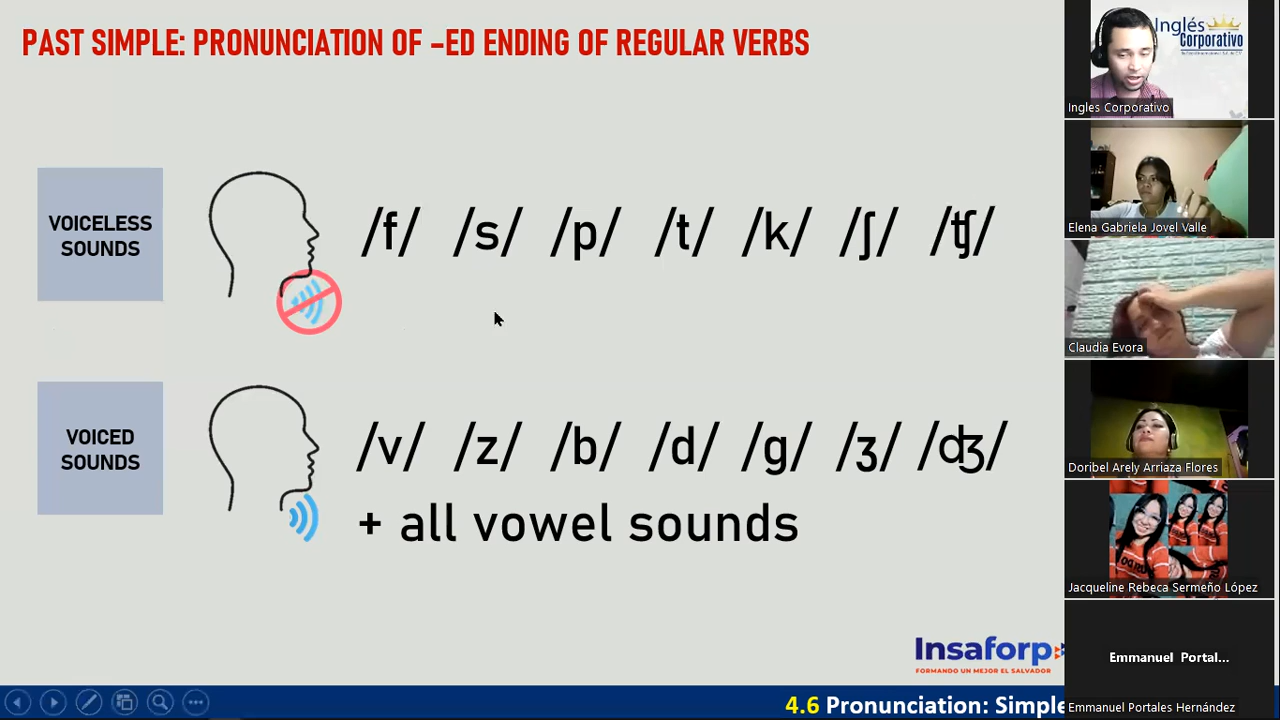 PAST SIMPLE: PRONUNCIATION OF -ED ENDING OF REGULAR VERBS
VOICELESS
SOUNDS
/f/ /s/ /p/ /t/ /k/ /ʃ/ /ʧ/
VOICED
SOUNDS
/v/ /z/ /b/ /d/ /g/ /ʒ/ /ʤ/
+ all vowel sounds
Insaforp
FORMANDO UN MEJOR EL SALVADOR
4.6 Pronunciation: Simple
Inglés
Corporativo
Ingles Corporativo
Elena Gabriela Jovel Valle
Claudia Evora
Doribel Arely Arriaza Flores
Jacqueline Rebeca Sermeño López
Emmanuel Portal...
Emmanuel Portales Hernández